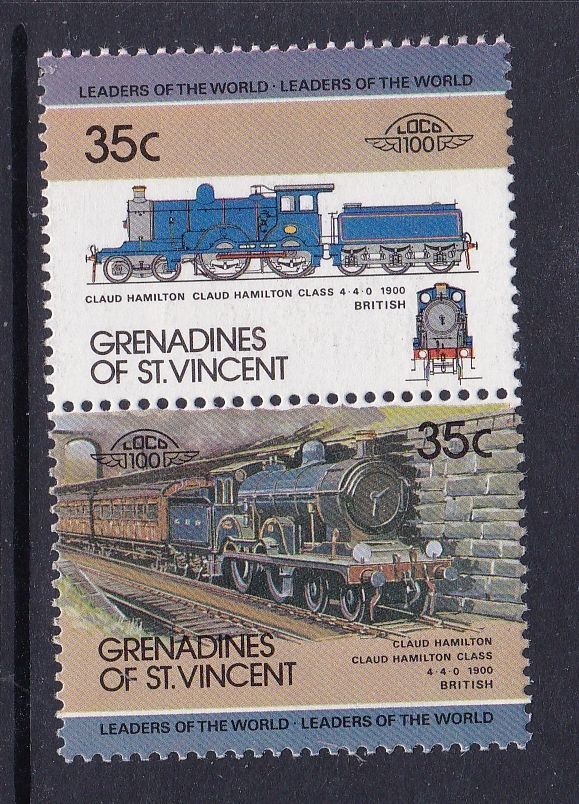 LEADERS OF THE WORLD · LEADERS OF THE WORLD
35c
LOCO
100
CLAUD HAMILTON CLAUD HAMILTON CLASS 4·4·0 1900
BRITISH
GRENADINES
OF ST. VINCENT
LOCO
100
35c
G E R
GRENADINES
OF ST. VINCENT
CLAUD HAMILTON
CLAUD HAMILTON CLASS
4·4·0 1900
BRITISH
LEADERS OF THE WORLD · LEADERS OF THE WORLD